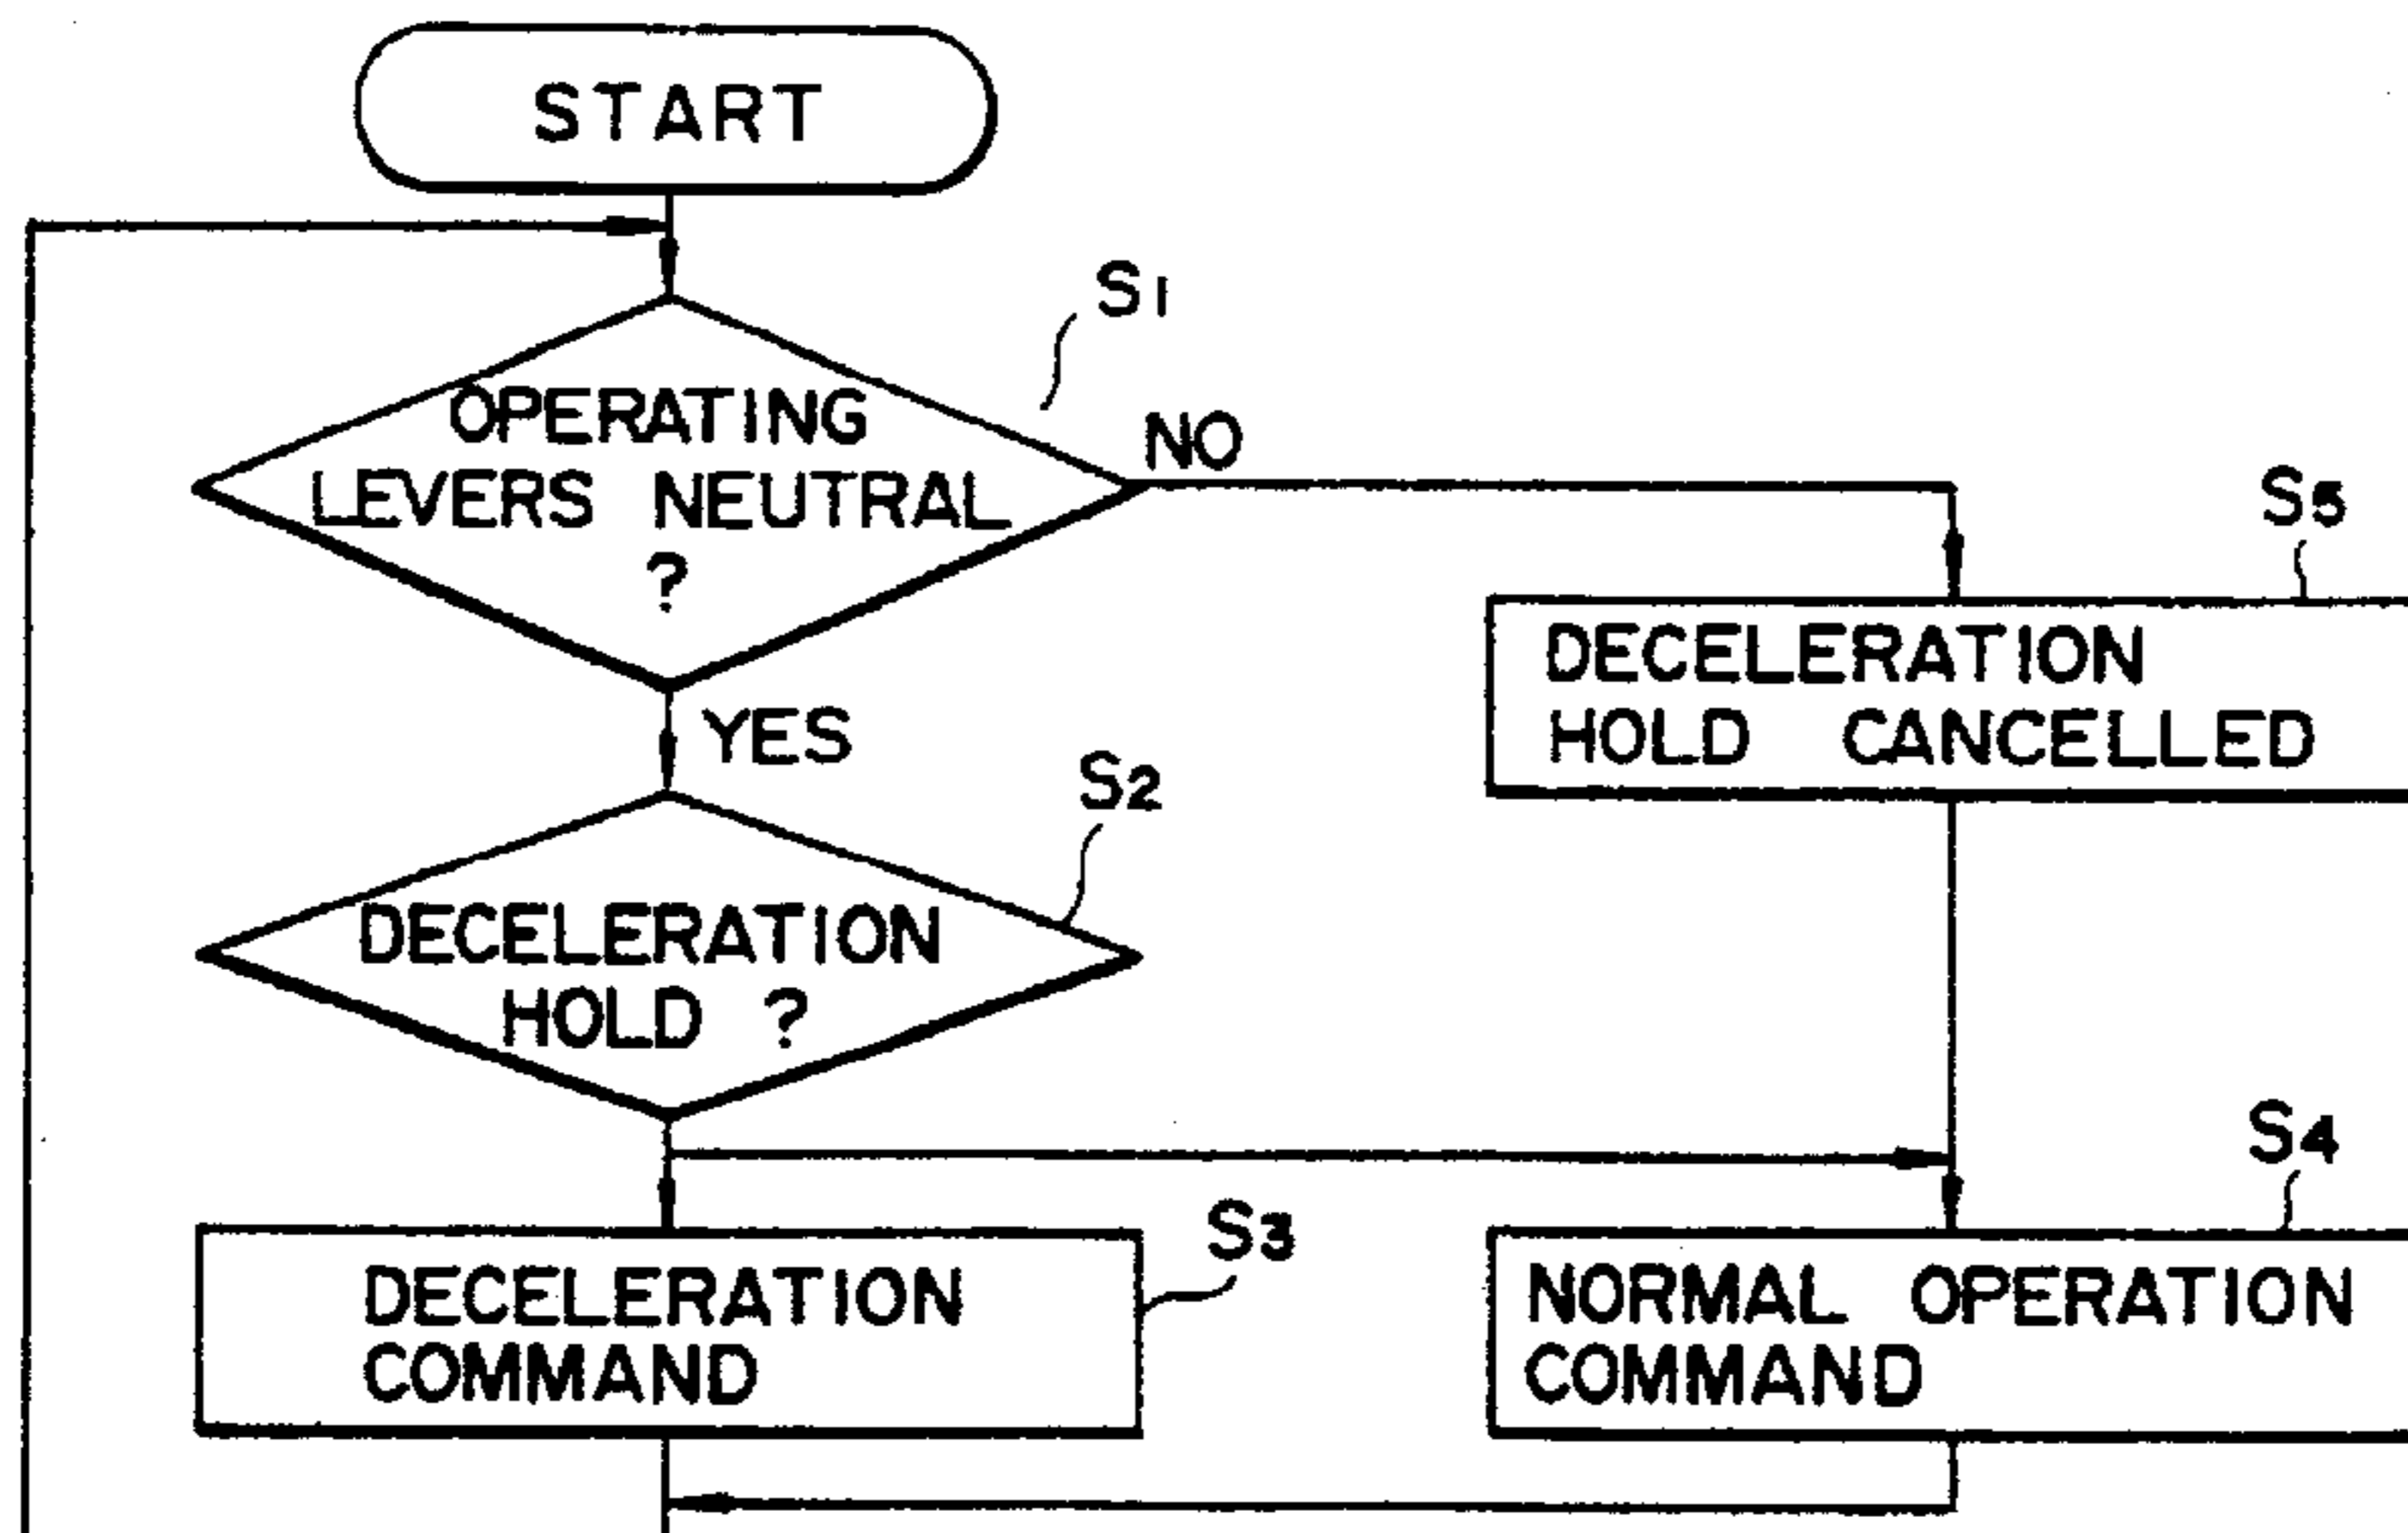 START
S1
OPERATING
LEVERS NEUTRAL
?
NO
S5
DECELERATION
HOLD CANCELLED
YES
S2
DECELERATION
HOLD ?
S4
S3
DECELERATION
COMMAND
NORMAL OPERATION
COMMAND